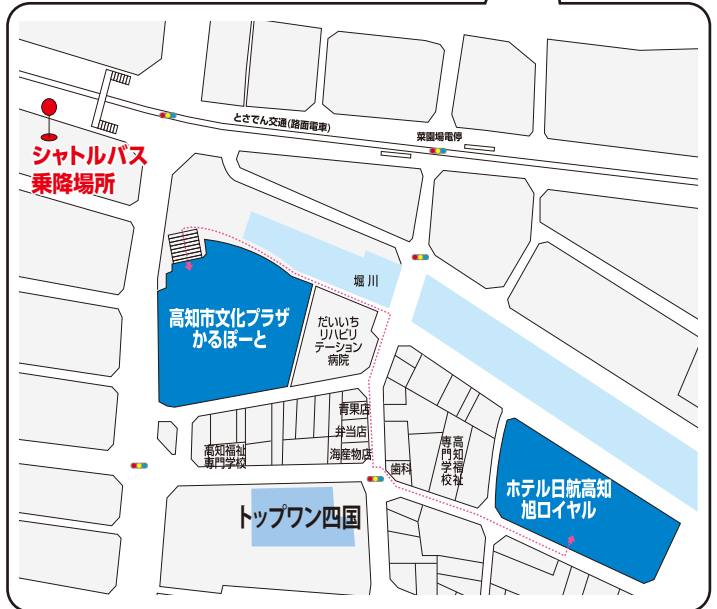 とさでん交通(路面電車)
菜園場電停
シャトルバス
乗降場所
堀川
高知市文化プラザ
かるぽーと
だいいち
リハビリ
テーション
病院
青果店
弁当店
海産物店
高知福祉
専門学校
歯科
高知福祉
専門学校
ホテル日航高知
旭ロイヤル
トップワン四国